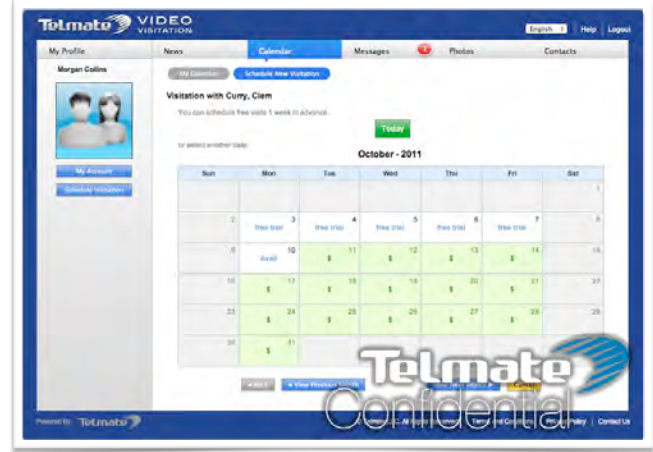 Telmate VIDEO VISITATION
English Help Logout
My Profile News Calendar Messages Photos Contacts
Morgan Collins
My Calendar Schedule New Visitation
Visitation with Curry, Clem
You can schedule free visits 1 week in advance.
Today
or select another date:
October - 2011
My Account
Schedule Visitation
Sun Mon Tue Wed Thu Fri Sat
1
2 3 4 5 6 7 8
free trial free trial free trial free trial free trial
9 10 11 12 13 14 15
Avail $ $ $ $
16 17 18 19 20 21 22
$ $ $ $ $
23 24 25 26 27 28 29
$ $ $ $ $
30 31
$
Telmate
Confidential
View Previous Month
Powered By Telmate
Terms and Conditions Privacy Policy Contact Us